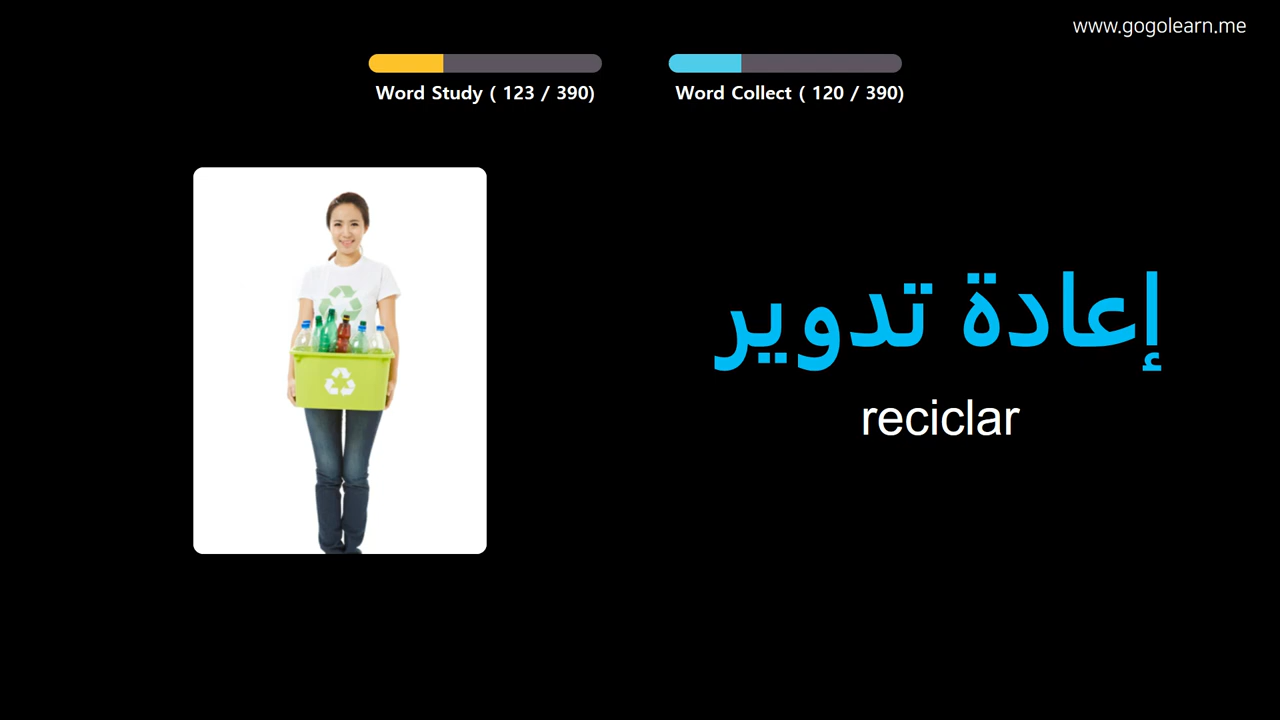 www.gogolearn.me
Word Study ( 123 / 390)
Word Collect ( 120 / 390)
إعادة تدوير
reciclar